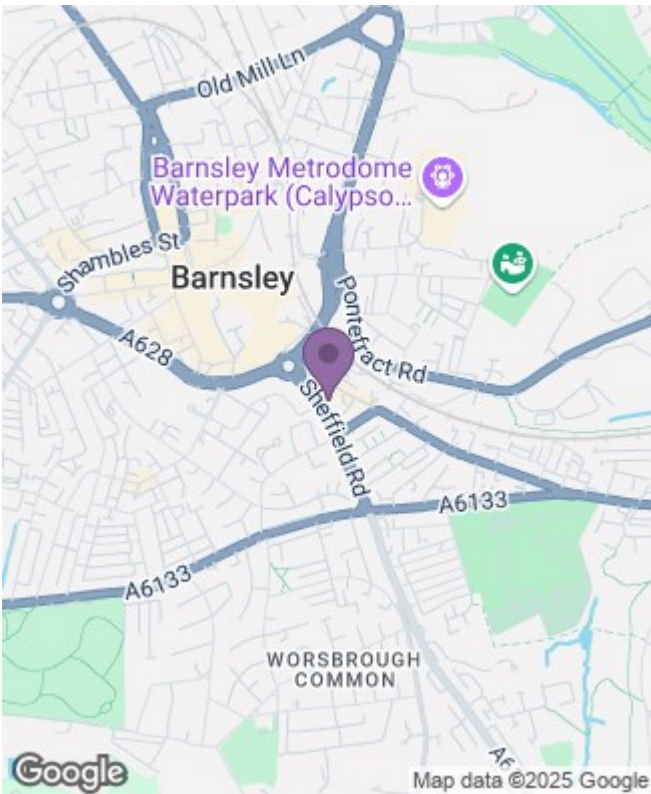 Old Mill Ln
Barnsley Metrodome
Waterpark (Calypso...
Shambles St
Barnsley
Pontefract Rd
A628
Sheffield Rd
A6133
A6133
WORSBROUGH
COMMON
A6
Google
Map data ©2025 Google